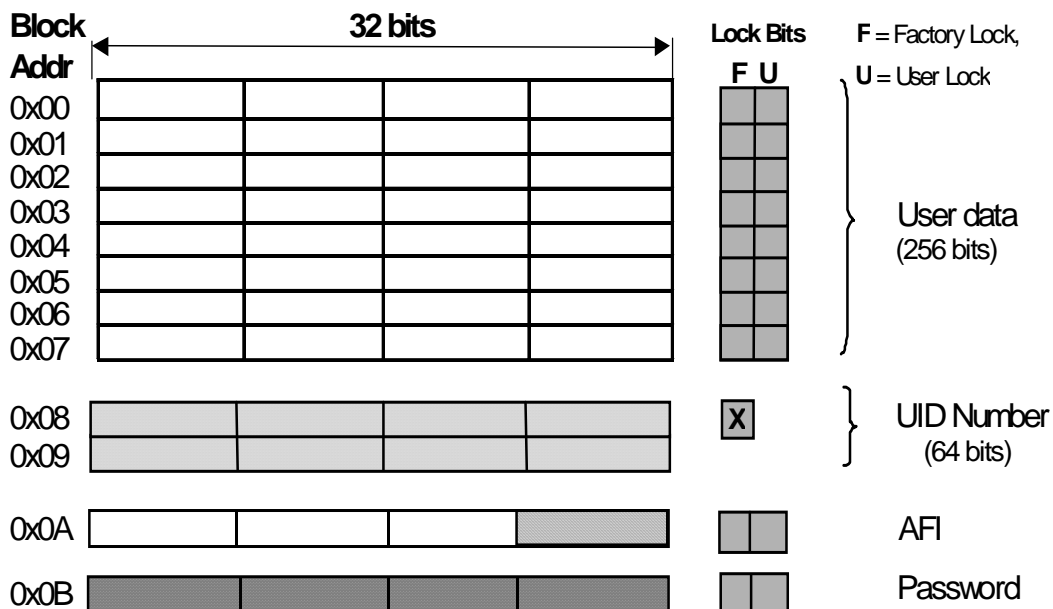 Block 32 bits Lock Bits F = Factory Lock,
Addr F U U = User Lock
0x00
0x01
0x02
0x03 User data
0x04 (256 bits)
0x05
0x06
0x07
0x08 X UID Number
0x09 (64 bits)
0x0A AFI
0x0B Password